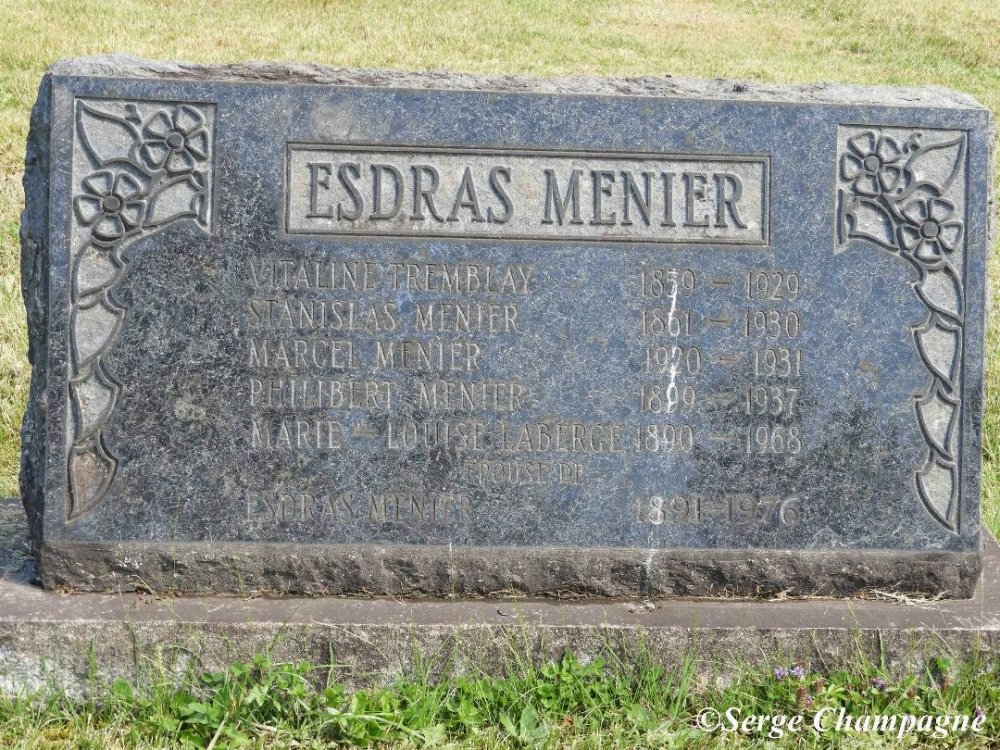 ESDRAS MENIER
VITALINE TREMBLAY 1859 - 1929
STANISLAS MENIER 1861 - 1930
MARCEL MENIER 1920 - 1931
PHILIBERT MENIER 1899 - 1937
MARIE - LOUISE LABERGE 1890 - 1968
EPOUSE DE
ESDRAS MENIER 1891-1976
©Serge Champagne